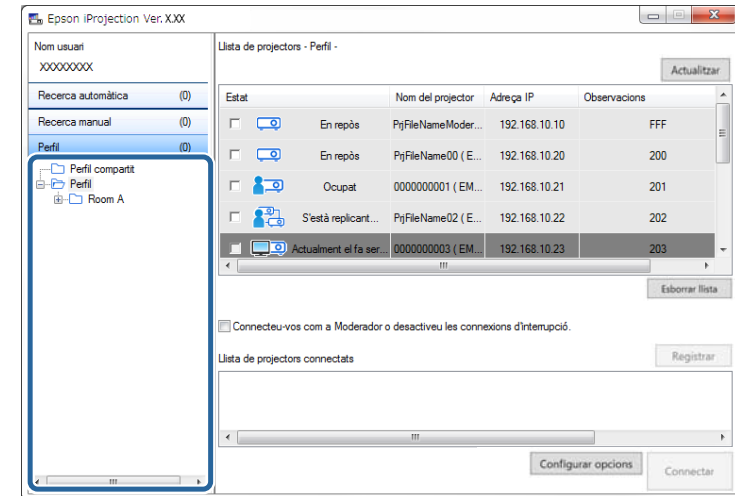 Epson iProjection Ver. X.XX
Nom usuari
XXXXXXXX
Recerca automàtica (0)
Recerca manual (0)
Perfil (0)
Perfil compartit
Perfil
Room A
Llista de projectors - Perfil -
Actualitzar
Estat Nom del projector Adreça IP Observacions
En repòs PrjFileNameModer... 192.168.10.10 FFF
En repòs PrjFileName00 ( E... 192.168.10.20 200
Ocupat 0000000001 ( EM... 192.168.10.21 201
S'està replicant... PrjFileName02 ( E... 192.168.10.22 202
Actualment el fa ser... 0000000003 ( EM... 192.168.10.23 203
Esborrar llista
Connecteu-vos com a Moderador o desactiveu les connexions d'interrupció.
Llista de projectors connectats
Registrar
Configurar opcions
Connectar